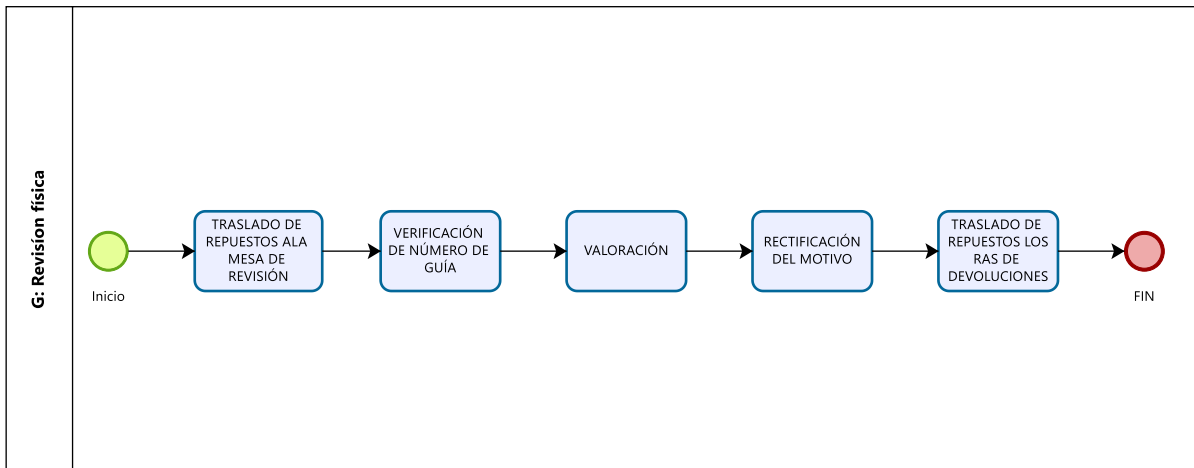 G: Revisíon física
Inicio
TRASLADO DE
REPUESTOS ALA
MESA DE
REVISIÓN
VERIFICACIÓN
DE NÚMERO DE
GUÍA
VALORACIÓN
RECTIFICACIÓN
DEL MOTIVO
TRASLADO DE
REPUESTOS LOS
RAS DE
DEVOLUCIONES
FIN